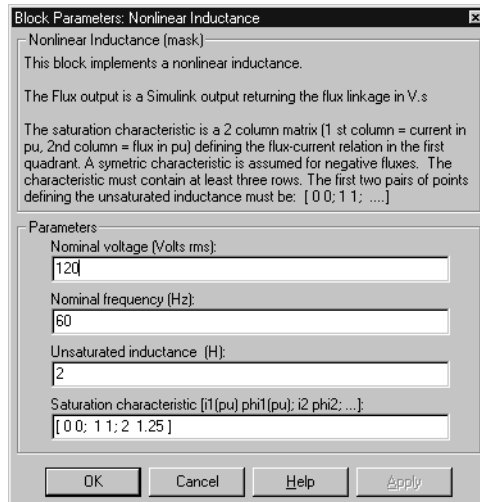 Block Parameters: Nonlinear Inductance
Nonlinear Inductance (mask)
This block implements a nonlinear inductance.
The Flux output is a Simulink output returning the flux linkage in V.s
The saturation characteristic is a 2 column matrix (1 st column = current in
pu, 2nd column = flux in pu) defining the flux-current relation in the first
quadrant. A symetric characteristic is assumed for negative fluxes. The
characteristic must contain at least three rows. The first two pairs of points
defining the unsaturated inductance must be: [ 0 0; 1 1; ....]
Parameters
Nominal voltage (Volts rms):
120
Nominal frequency (Hz):
60
Unsaturated inductance (H):
2
Saturation characteristic [i1(pu) phi1(pu); i2 phi2; ...]:
[ 0 0; 1 1; 2 1.25 ]
OK Cancel Help Apply